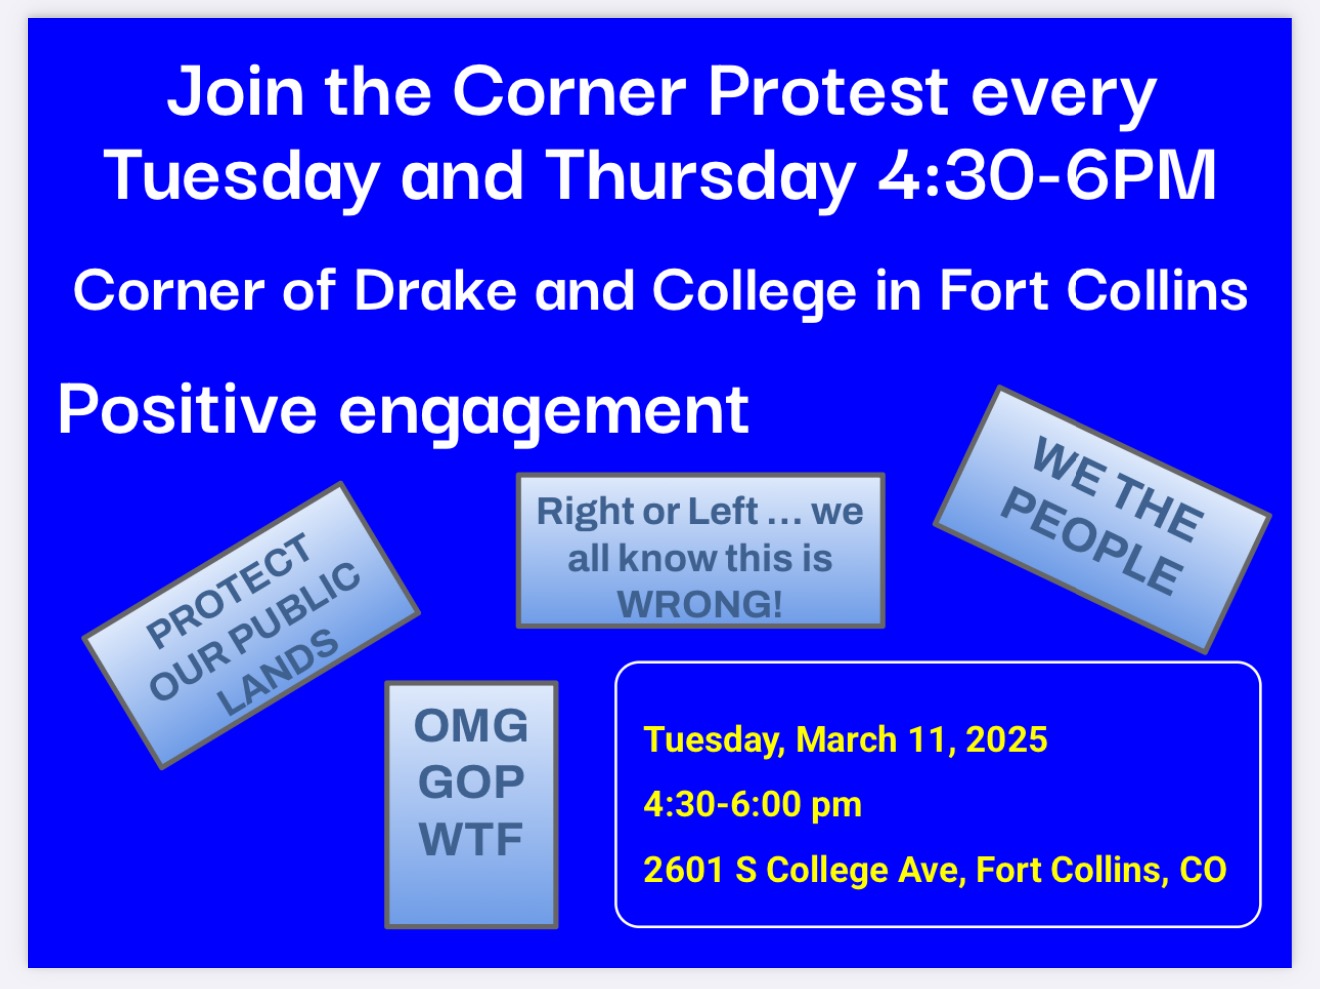 Join the Corner Protest every
Tuesday and Thursday 4:30-6PM
Corner of Drake and College in Fort Collins
Positive engagement
WE THE
PEOPLE
Right or Left ... we
all know this is
WRONG!
PROTECT
OUR PUBLIC
LANDS
OMG
GOP
WTF
Tuesday, March 11, 2025
4:30-6:00 pm
2601 S College Ave, Fort Collins, CO